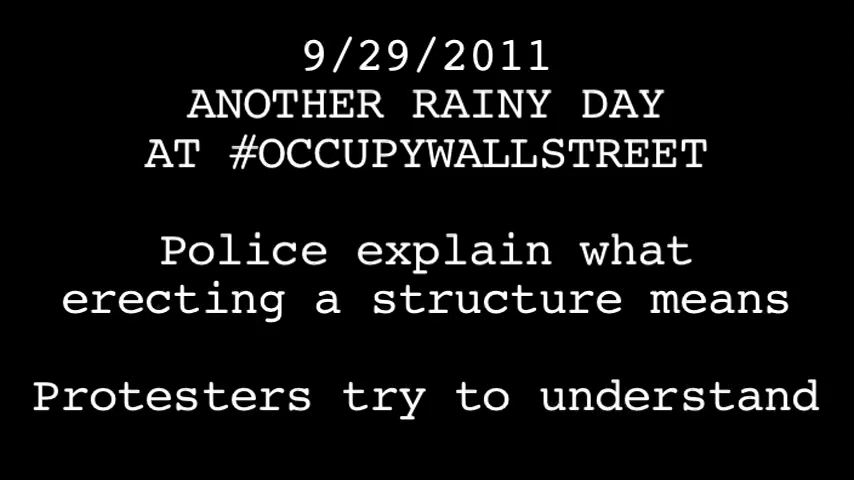 9/29/2011
ANOTHER RAINY DAY
AT #OCCUPYWALLSTREET
Police explain what
erecting a structure means
Protesters try to understand